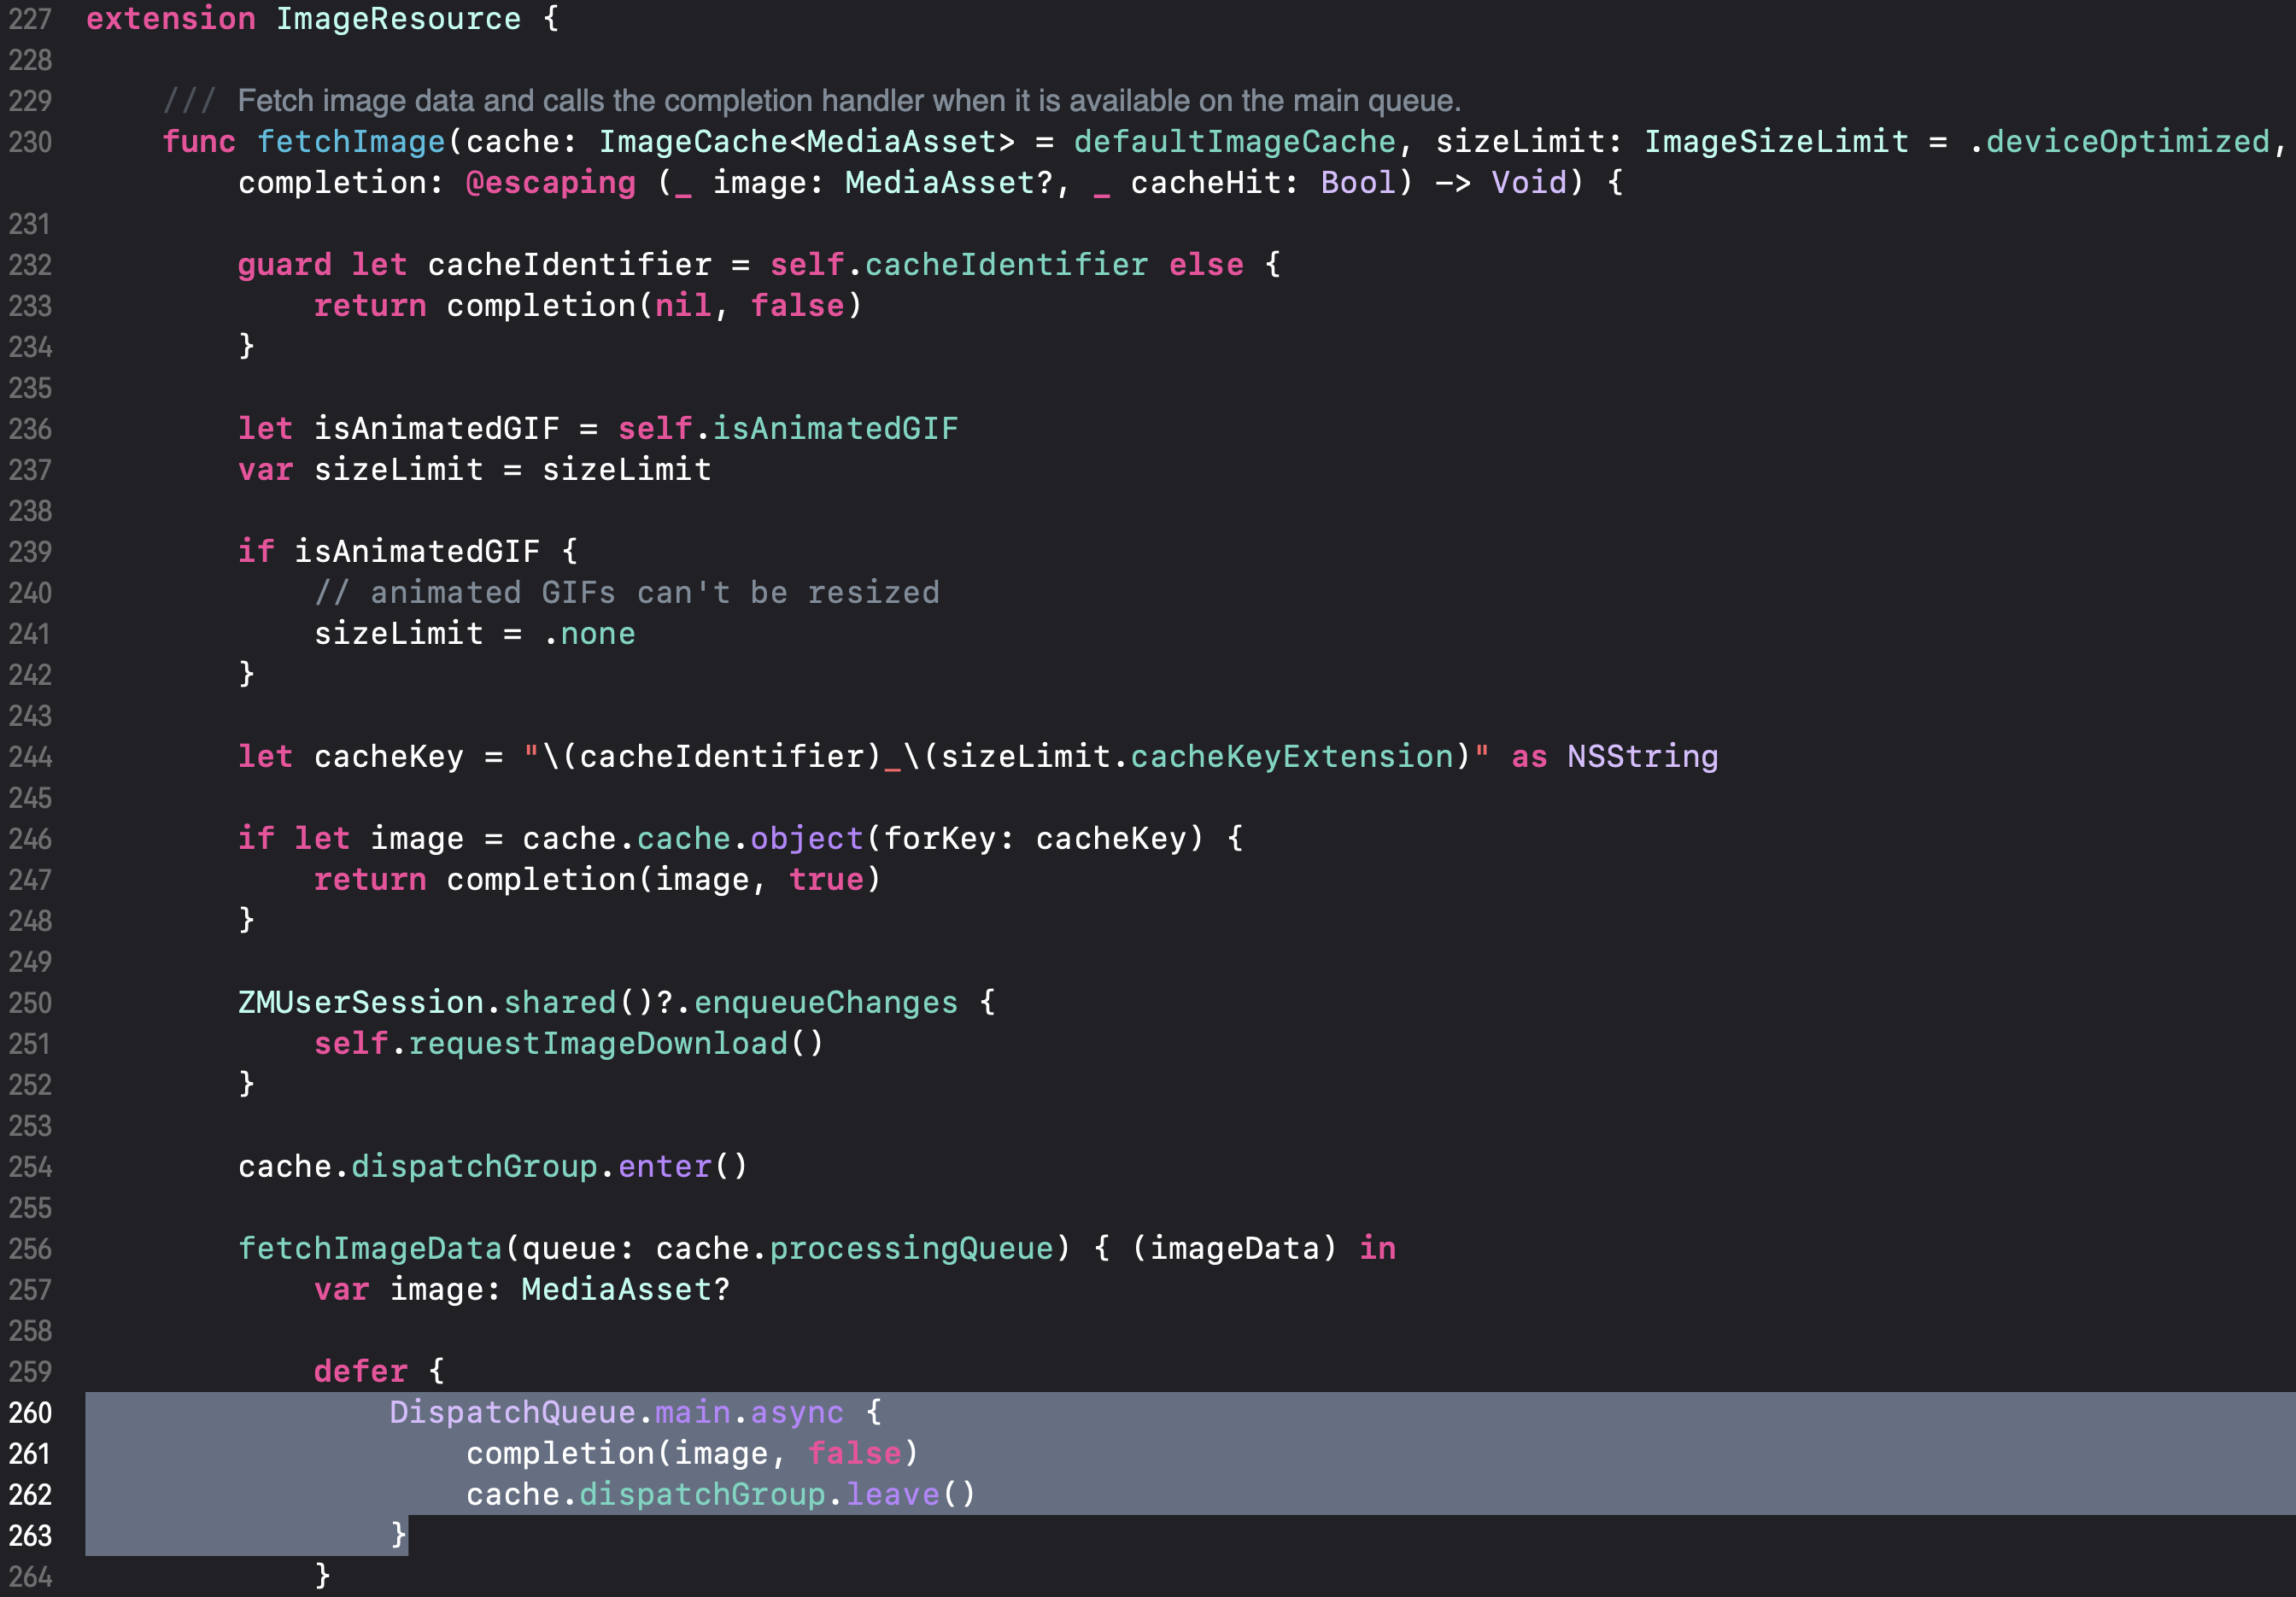 227 extension ImageResource {
228
229     /// Fetch image data and calls the completion handler when it is available on the main queue.
230     func fetchImage(cache: ImageCache<MediaAsset> = defaultImageCache, sizeLimit: ImageSizeLimit = .deviceOptimized,
        completion: @escaping (_ image: MediaAsset?, _ cacheHit: Bool) -> Void) {
231
232         guard let cacheIdentifier = self.cacheIdentifier else {
233             return completion(nil, false)
234         }
235
236         let isAnimatedGIF = self.isAnimatedGIF
237         var sizeLimit = sizeLimit
238
239         if isAnimatedGIF {
240             // animated GIFs can't be resized
241             sizeLimit = .none
242         }
243
244         let cacheKey = "\(cacheIdentifier)_\(sizeLimit.cacheKeyExtension)" as NSString
245
246         if let image = cache.cache.object(forKey: cacheKey) {
247             return completion(image, true)
248         }
249
250         ZMUserSession.shared()?.enqueueChanges {
251             self.requestImageDownload()
252         }
253
254         cache.dispatchGroup.enter()
255
256         fetchImageData(queue: cache.processingQueue) { (imageData) in
257             var image: MediaAsset?
258
259             defer {
260                 DispatchQueue.main.async {
261                     completion(image, false)
262                     cache.dispatchGroup.leave()
263                 }
264             }